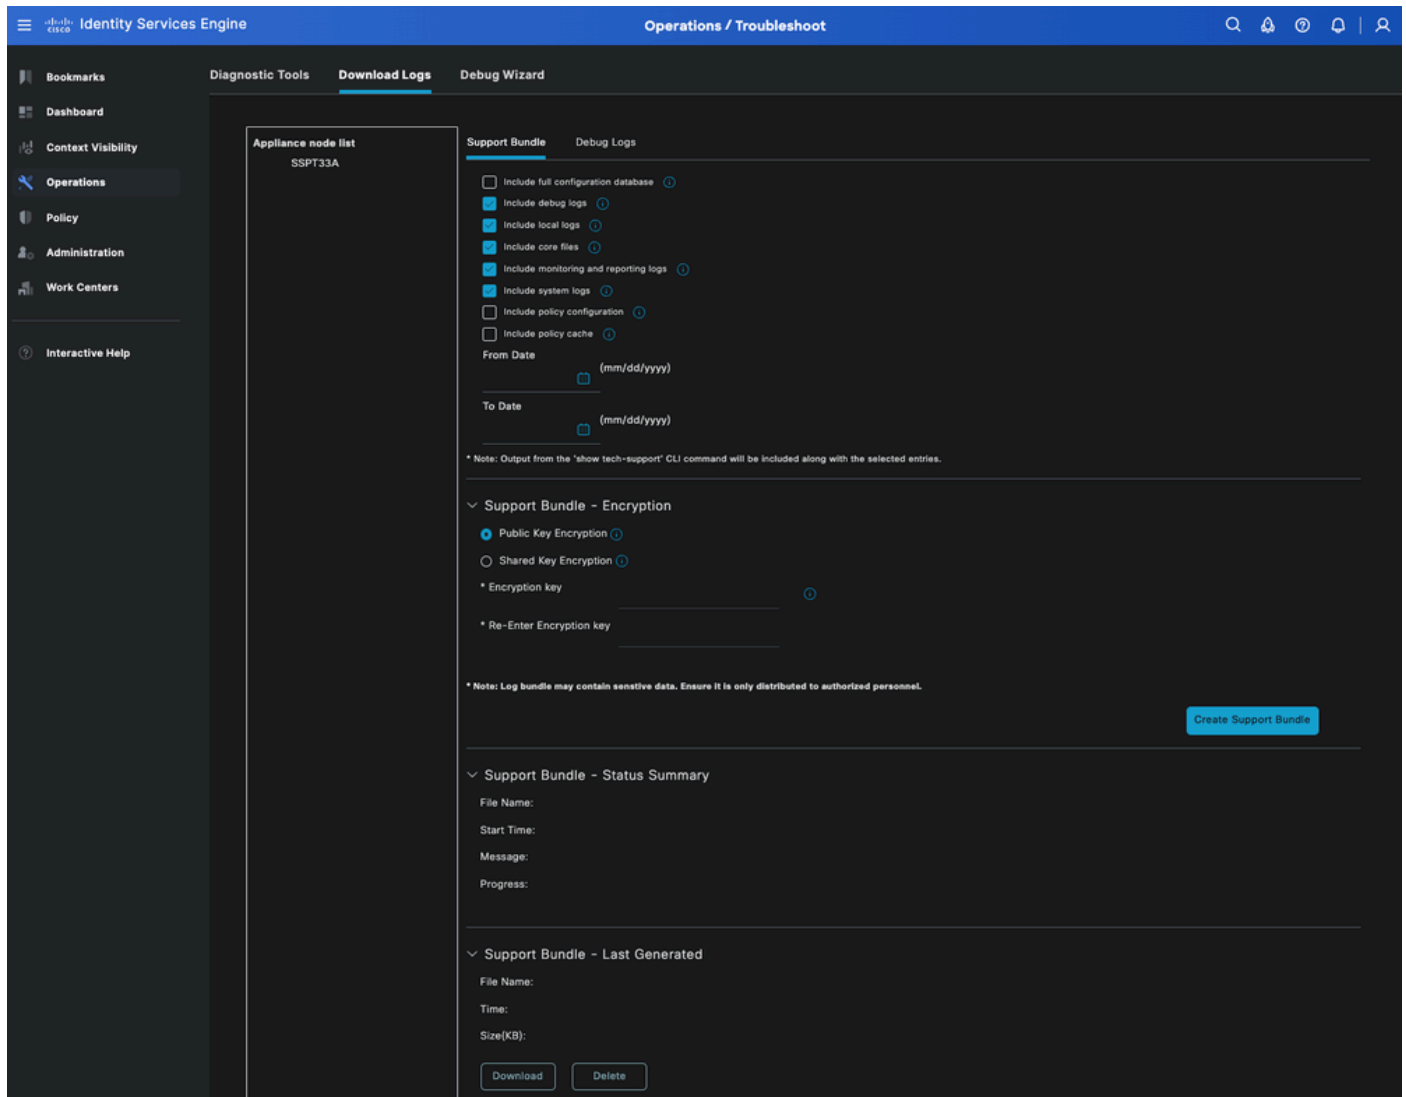 cisco Identity Services Engine
Operations / Troubleshoot
Bookmarks
Dashboard
Context Visibility
Operations
Policy
Administration
Work Centers
Interactive Help
Diagnostic Tools
Download Logs
Debug Wizard
Appliance node list
SSPT33A
Support Bundle
Debug Logs
Include full configuration database
Include debug logs
Include local logs
Include core files
Include monitoring and reporting logs
Include system logs
Include policy configuration
Include policy cache
From Date
(mm/dd/yyyy)
To Date
(mm/dd/yyyy)
* Note: Output from the 'show tech-support' CLI command will be included along with the selected entries.
Support Bundle - Encryption
Public Key Encryption
Shared Key Encryption
* Encryption key
* Re-Enter Encryption key
* Note: Log bundle may contain senstive data. Ensure it is only distributed to authorized personnel.
Create Support Bundle
Support Bundle - Status Summary
File Name:
Start Time:
Message:
Progress:
Support Bundle - Last Generated
File Name:
Time:
Size(KB):
Download
Delete